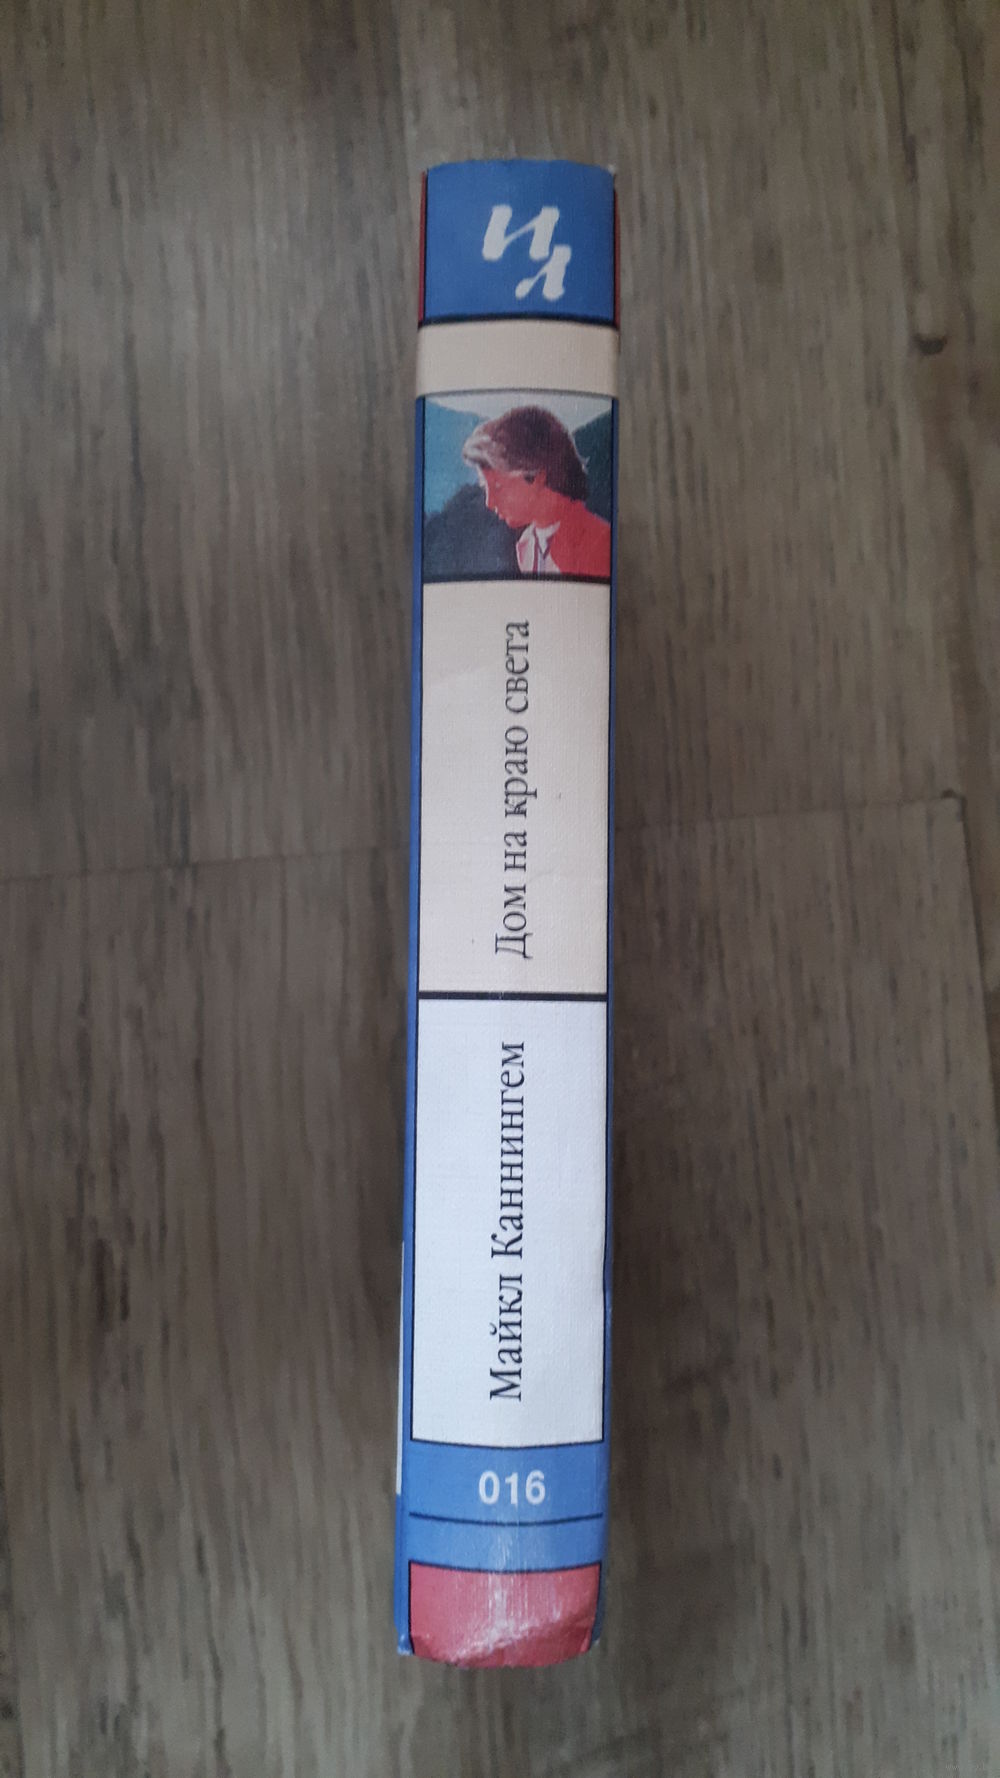 ИЛ
Дом на краю света
Майкл Каннингем
016